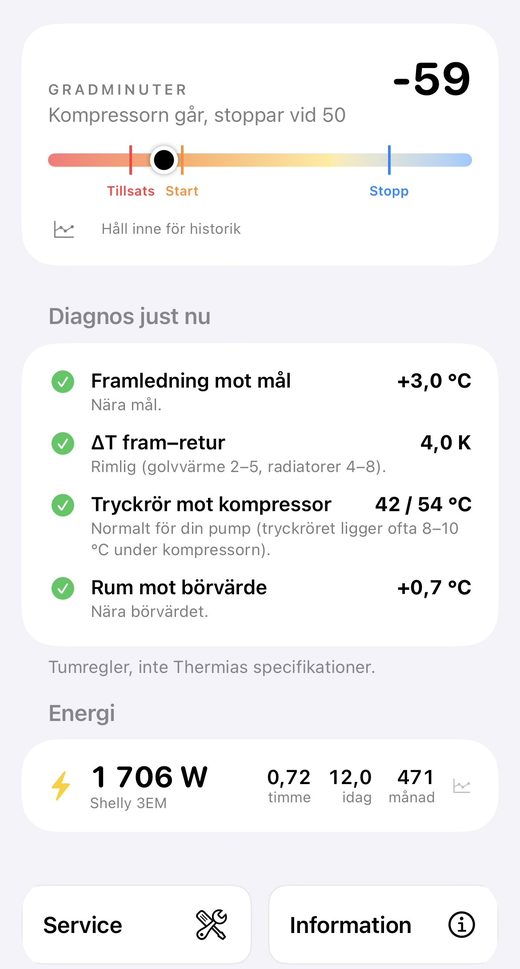 -59
GRADMINUTER
Kompressorn går, stoppar vid 50
Tillsats Start Stopp
Håll inne för historik
Diagnos just nu
Framledning mot mål +3,0 °C
Nära mål.
ΔT fram–retur 4,0 K
Rimlig (golvvärme 2–5, radiatorer 4–8).
Tryckrör mot kompressor 42 / 54 °C
Normalt för din pump (tryckröret ligger ofta 8–10
°C under kompressorn).
Rum mot börvärde +0,7 °C
Nära börvärdet.
Tumregler, inte Thermias specifikationer.
Energi
1 706 W 0,72 12,0 471
Shelly 3EM timme idag månad
Service Information